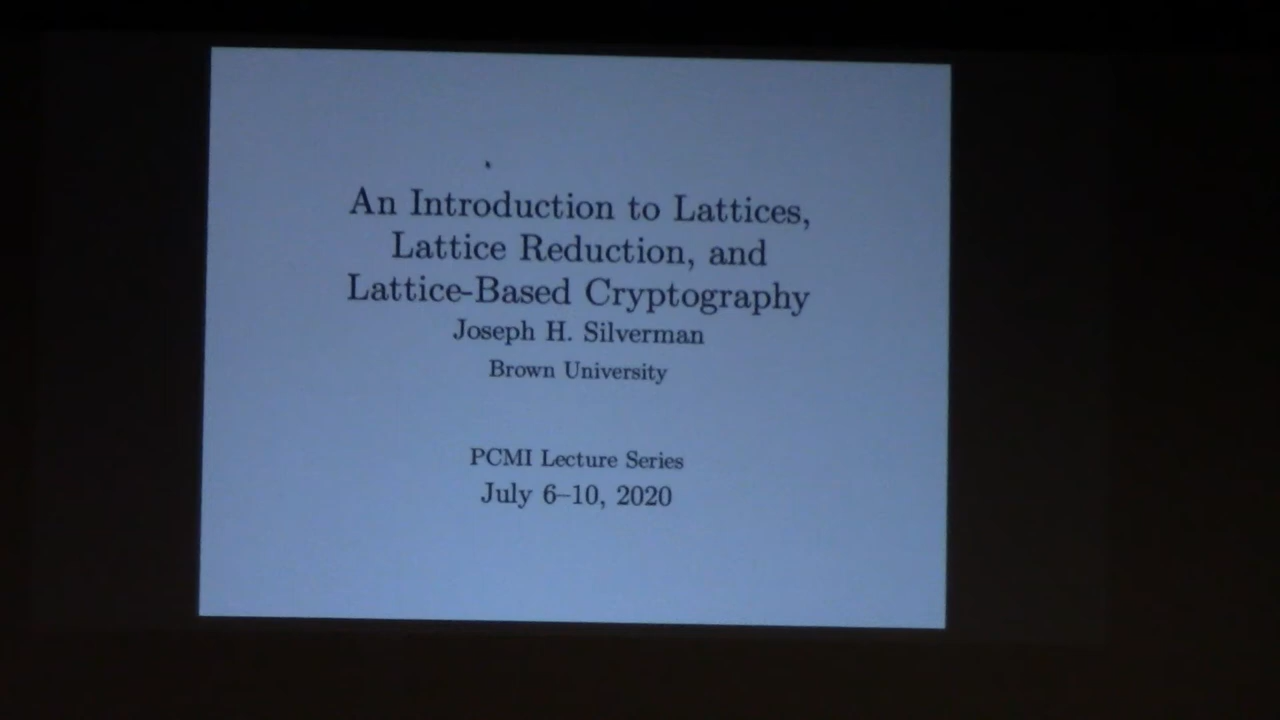 An Introduction to Lattices,
Lattice Reduction, and
Lattice-Based Cryptography
Joseph H. Silverman
Brown University
PCMI Lecture Series
July 6–10, 2020